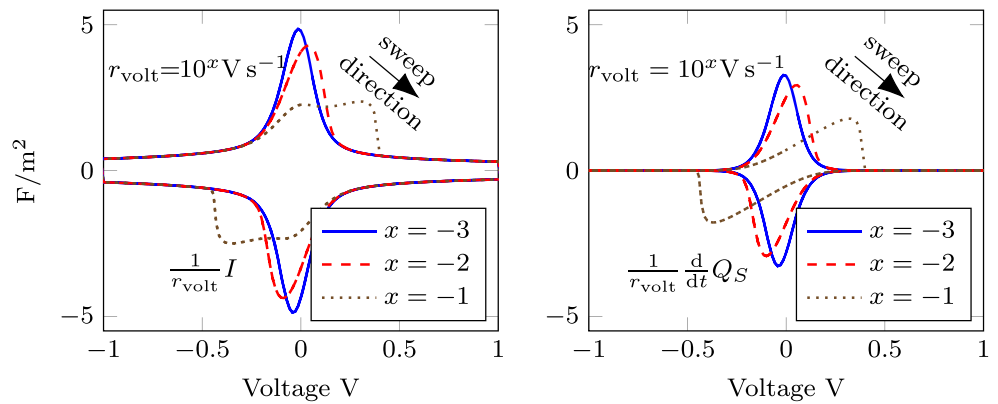 5
0
−5
F/m²
r_volt=10^x V s^−1
sweep
direction
1/r_volt I
x = −3
x = −2
x = −1
−1
−0.5
0
0.5
1
Voltage V
5
0
−5
r_volt = 10^x V s^−1
sweep
direction
1/r_volt d/dt Q_S
x = −3
x = −2
x = −1
−1
−0.5
0
0.5
1
Voltage V